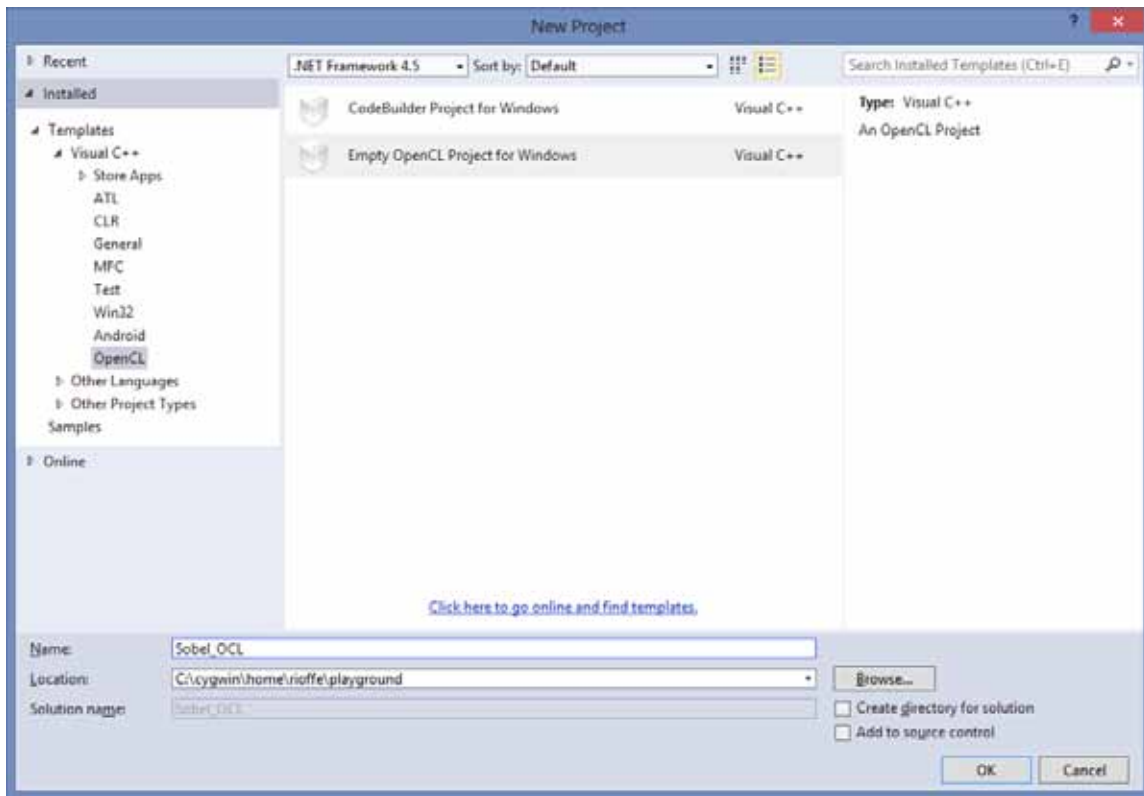 New Project
?
Recent
Installed
Templates
Visual C++
Store Apps
ATL
CLR
General
MFC
Test
Win32
Android
OpenCL
Other Languages
Other Project Types
Samples
Online
.NET Framework 4.5
Sort by: Default
CodeBuilder Project for Windows Visual C++
Empty OpenCL Project for Windows Visual C++
Click here to go online and find templates.
Search Installed Templates (Ctrl+E)
Type: Visual C++
An OpenCL Project
Name: Sobel_OCL
Location: C:\cygwin\home\rioffe\playground
Browse...
Solution name: Sobel_OCL
Create directory for solution
Add to source control
OK Cancel